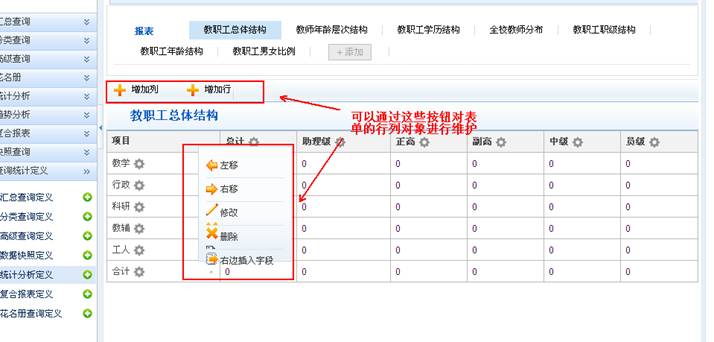 报表 教职工总体结构 教师年龄层次结构 教职工学历结构 全校教师分布 教职工职级结构
教职工年龄结构 教职工男女比例 +添加
汇总查询
分类查询
高级查询
花名册
统计分析
趋势分析
复合报表
快照查询
查询统计定义
汇总查询定义
分类查询定义
高级查询定义
数据快照定义
统计分析定义
复合报表定义
花名册查询定义
增加列 增加行
可以通过这些按钮对表
单的行列对象进行维护
教职工总体结构
项目 总计 助理级 正高 副高 中级 员级
教学 0 0 0 0 0
行政 0 0 0 0 0
科研 0 0 0 0 0
教辅 0 0 0 0 0
工人 0 0 0 0 0
合计 0 0 0 0 0 0
左移
右移
修改
删除
右边插入字段